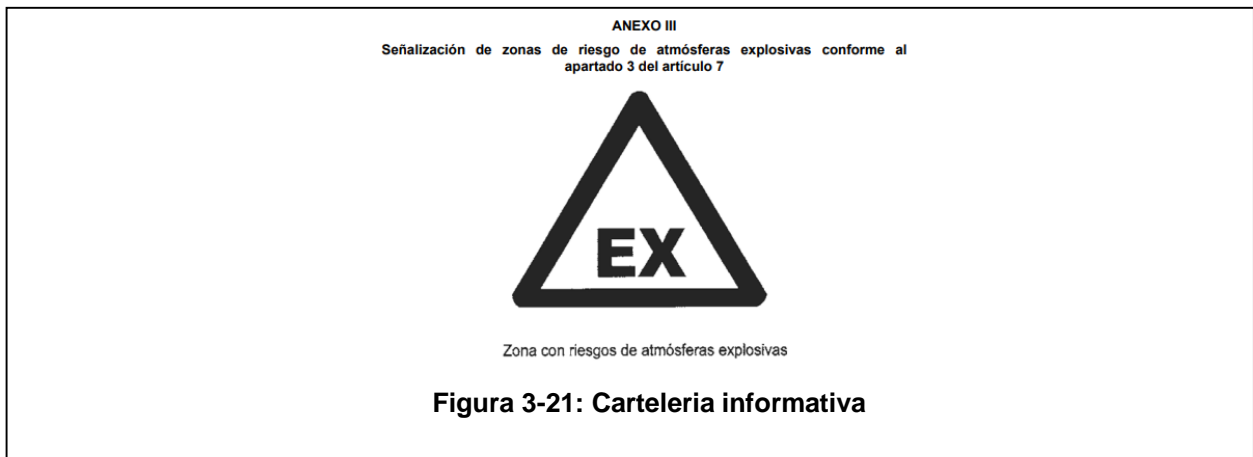 ANEXO III
Señalización de zonas de riesgo de atmósferas explosivas conforme al
apartado 3 del artículo 7
EX
Zona con riesgos de atmósferas explosivas
Figura 3-21: Carteleria informativa